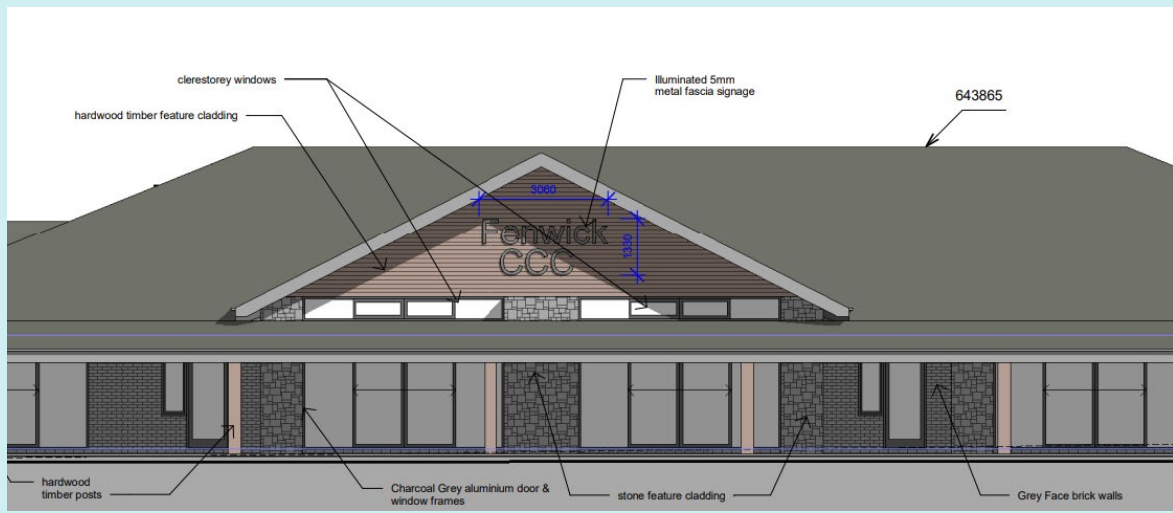 clerestorey windows
hardwood timber feature cladding
Illuminated 5mm
metal fascia signage
643865
3060
1330
Fenwick
CCC
hardwood
timber posts
Charcoal Grey aluminium door &
window frames
stone feature cladding
Grey Face brick walls